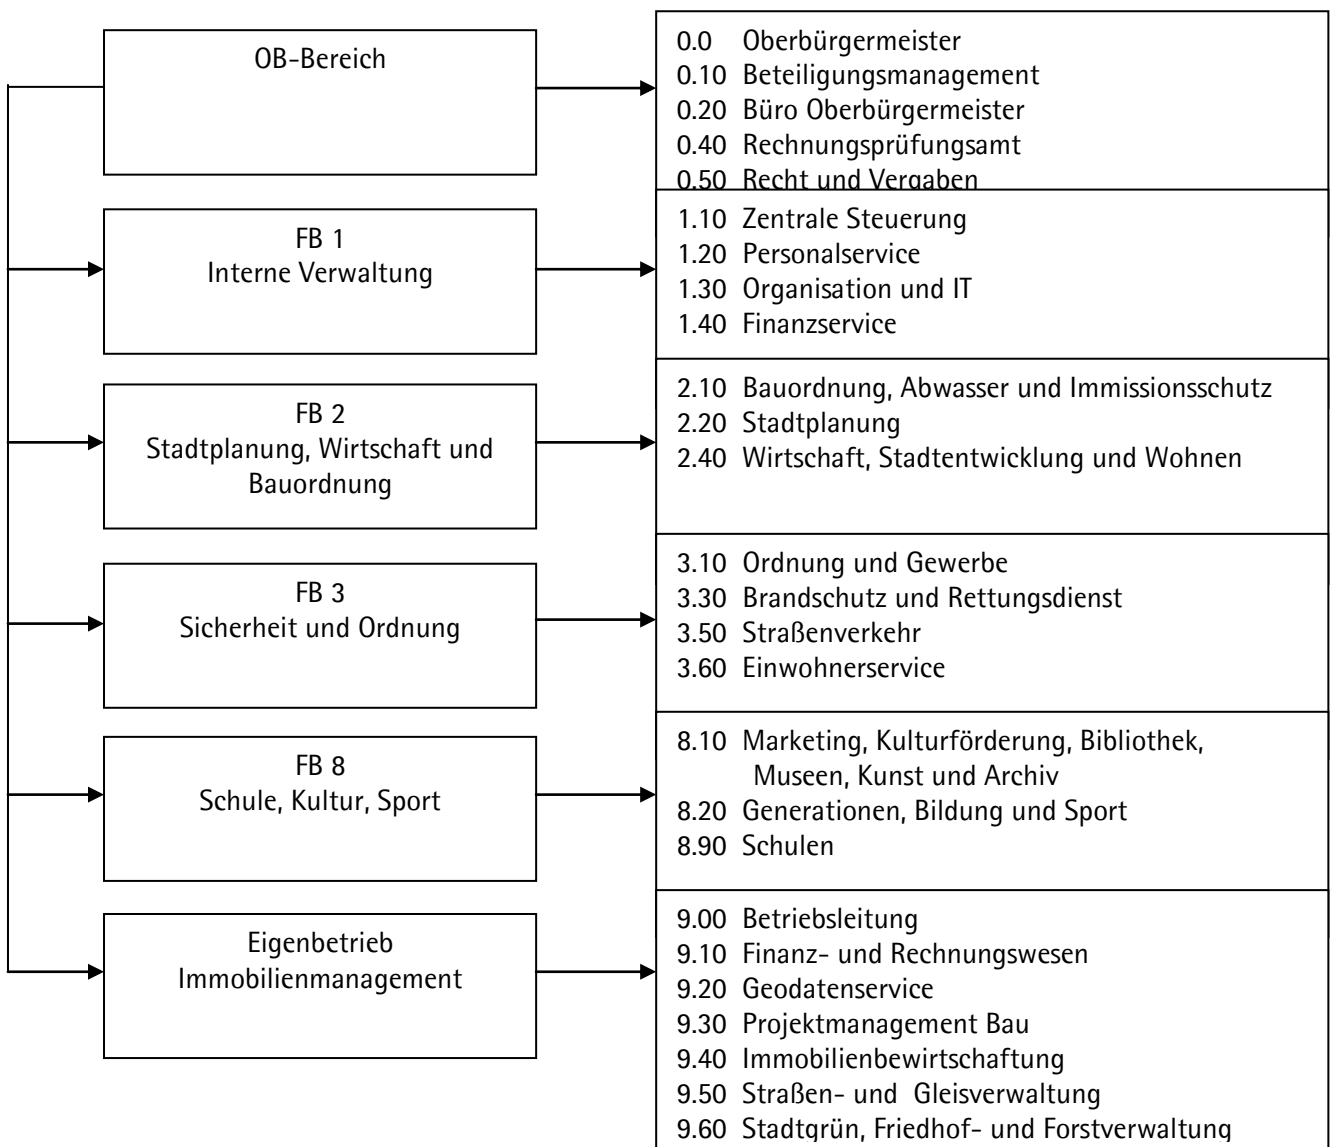 OB-Bereich
0.0 Oberbürgermeister
0.10 Beteiligungsmanagement
0.20 Büro Oberbürgermeister
0.40 Rechnungsprüfungsamt
0.50 Recht und Vergaben
FB 1
Interne Verwaltung
1.10 Zentrale Steuerung
1.20 Personalservice
1.30 Organisation und IT
1.40 Finanzservice
FB 2
Stadtplanung, Wirtschaft und
Bauordnung
2.10 Bauordnung, Abwasser und Immissionsschutz
2.20 Stadtplanung
2.40 Wirtschaft, Stadtentwicklung und Wohnen
FB 3
Sicherheit und Ordnung
3.10 Ordnung und Gewerbe
3.30 Brandschutz und Rettungsdienst
3.50 Straßenverkehr
3.60 Einwohnerservice
FB 8
Schule, Kultur, Sport
8.10 Marketing, Kulturförderung, Bibliothek,
Museen, Kunst und Archiv
8.20 Generationen, Bildung und Sport
8.90 Schulen
Eigenbetrieb
Immobilienmanagement
9.00 Betriebsleitung
9.10 Finanz- und Rechnungswesen
9.20 Geodatenservice
9.30 Projektmanagement Bau
9.40 Immobilienbewirtschaftung
9.50 Straßen- und Gleisverwaltung
9.60 Stadtgrün, Friedhof- und Forstverwaltung